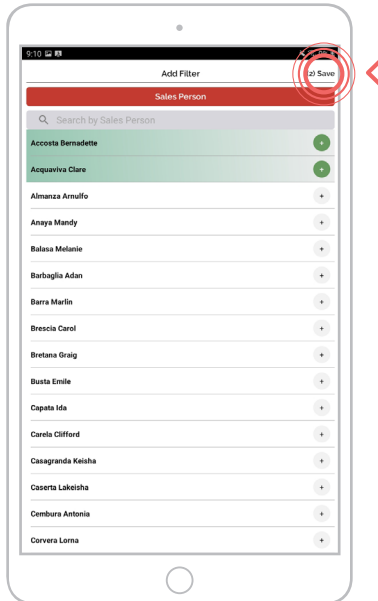 9:10
Add Filter
2) Save
Sales Person
Search by Sales Person
Accosta Bernadette +
Acquaviva Clare +
Almanza Arnulfo +
Anaya Mandy +
Balasa Melanie +
Barbaglia Adan +
Barra Marlin +
Brescia Carol +
Bretana Graig +
Busta Emile +
Capata Ida +
Carela Clifford +
Casagranda Keisha +
Caserta Lakeisha +
Cembura Antonia +
Corvera Lorna +